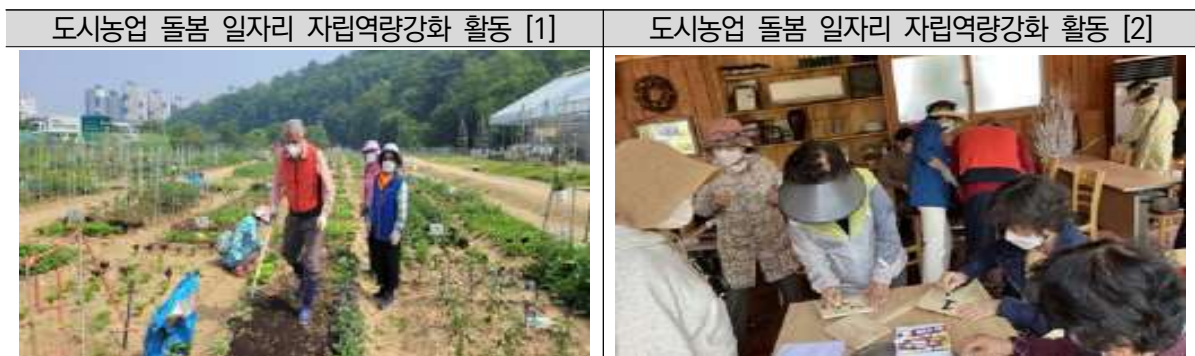 도시농업 돌봄 일자리 자립역량강화 활동 [1]
도시농업 돌봄 일자리 자립역량강화 활동 [2]